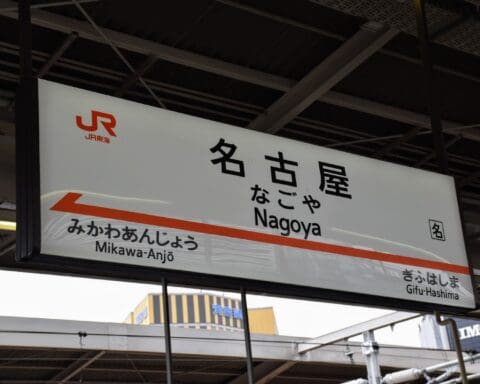 JR
JR東海
名古屋
なごや
Nagoya
名
みかわあんじょう
Mikawa-Anjō
ぎふはしま
Gifu-Hashima